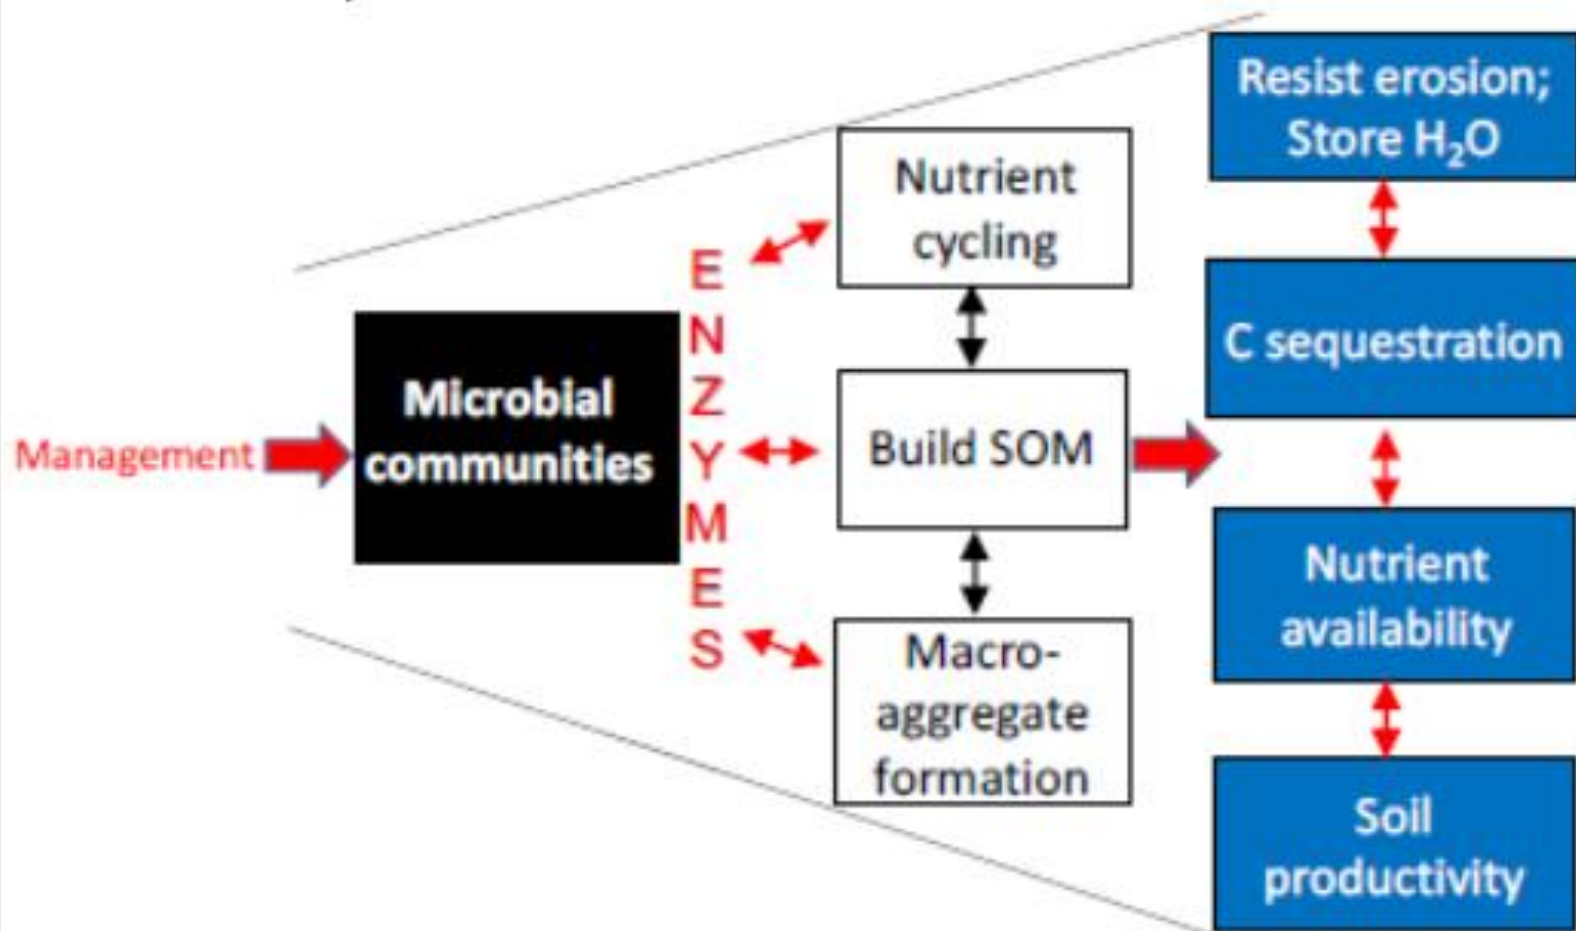 Management
Microbial
communities
E
N
Z
Y
M
E
S
Nutrient
cycling
Build SOM
Macro-
aggregate
formation
Resist erosion;
Store H₂O
C sequestration
Nutrient
availability
Soil
productivity